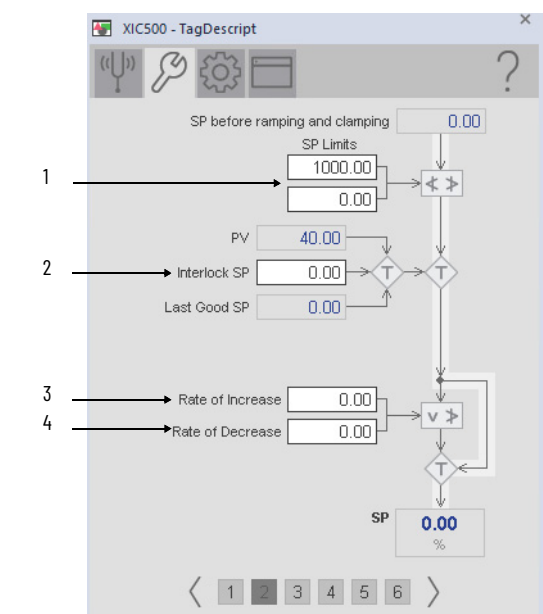 XIC500 - TagDescript
×
?
SP before ramping and clamping 0.00
SP Limits
1 1000.00
0.00
PV 40.00
2 Interlock SP 0.00 T T
Last Good SP 0.00
3 Rate of Increase 0.00
4 Rate of Decrease 0.00
V
T
SP 0.00
%
1 2 3 4 5 6